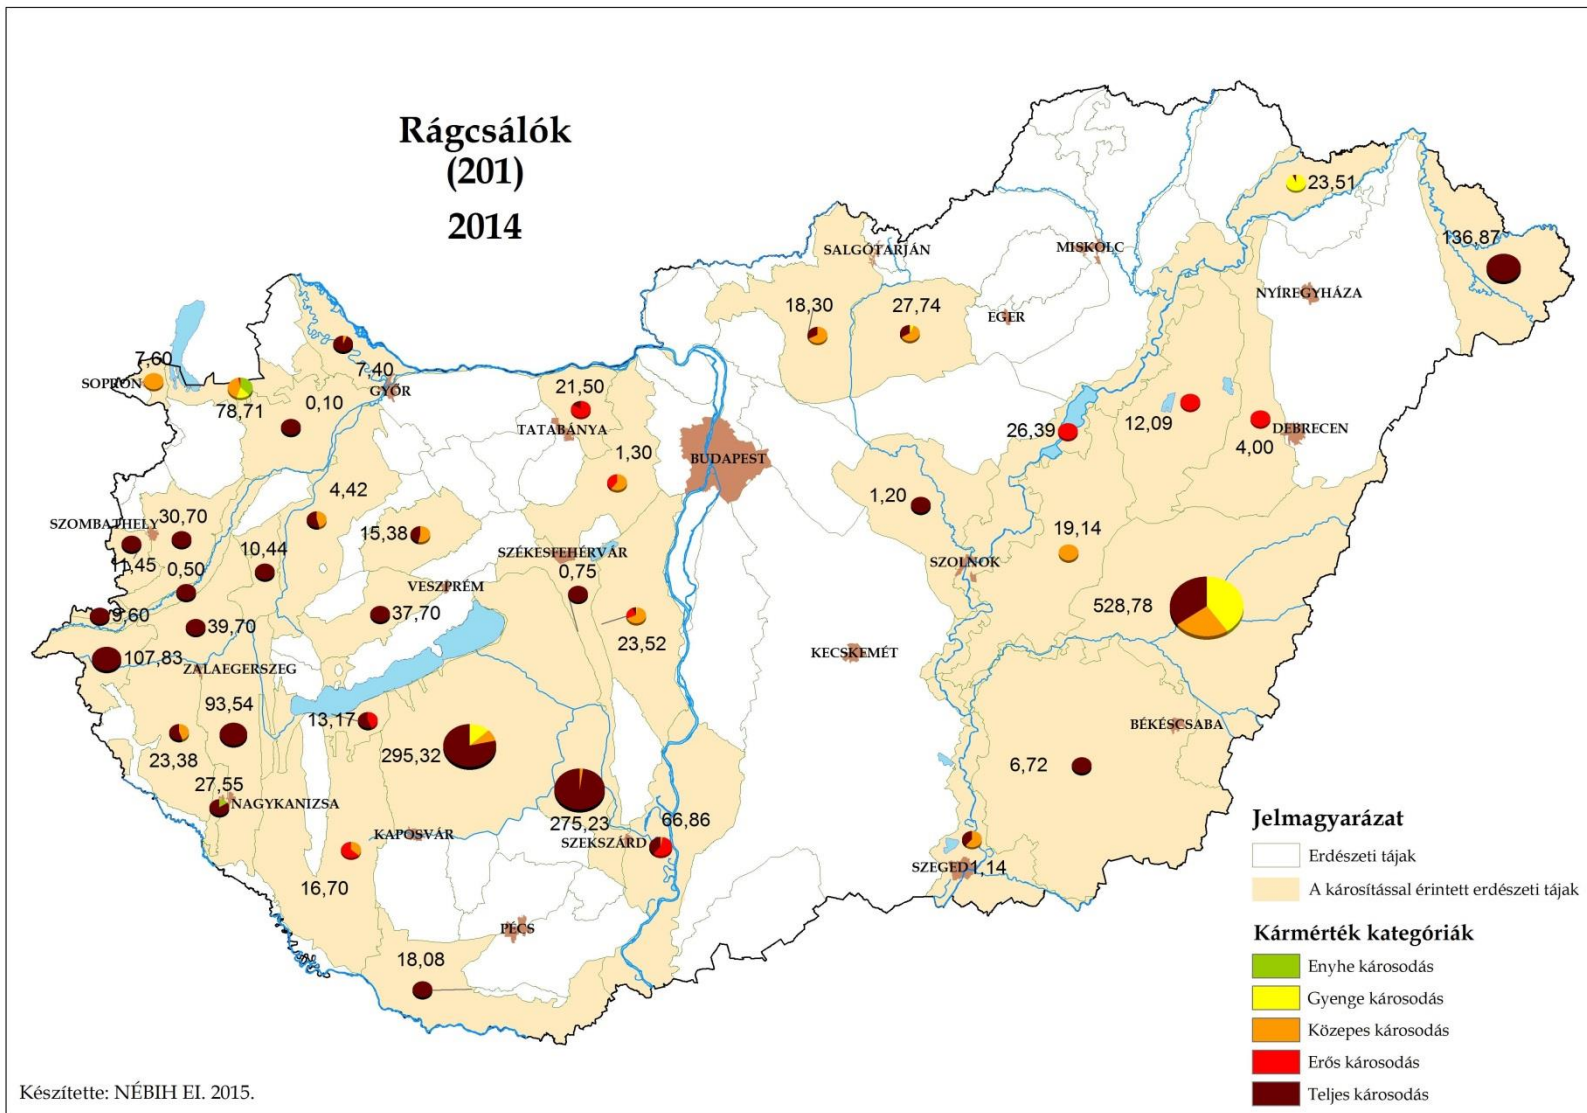 Rágcsálók
(201)
2014
23,51
SALGÓTARJÁN
MISKOLC
136,87
NYÍREGYHÁZA
18,30
27,74
EGER
7,60
SOPRON
7,40
GYŐR
78,71
0,10
21,50
TATABÁNYA
26,39
12,09
4,00
DEBRECEN
BUDAPEST
1,30
4,42
1,20
SZOMBATHELY
30,70
15,38
19,14
11,45
10,44
SZÉKESFEHÉRVÁR
SZOLNOK
0,50
0,75
VESZPRÉM
9,60
37,70
528,78
39,70
23,52
107,83
ZALAEGERSZEG
KECSKEMÉT
93,54
13,17
BÉKÉSCSABA
23,38
295,32
6,72
27,55
NAGYKANIZSA
275,23
66,86
KAPOSVÁR
SZEKSZÁRD
16,70
SZEGED
1,14
PÉCS
18,08
Jelmagyarázat
Erdészeti tájak
A károsítással érintett erdészeti tájak
Kármérték kategóriák
Enyhe károsodás
Gyenge károsodás
Közepes károsodás
Erős károsodás
Teljes károsodás
Készítette: NÉBIH EI. 2015.